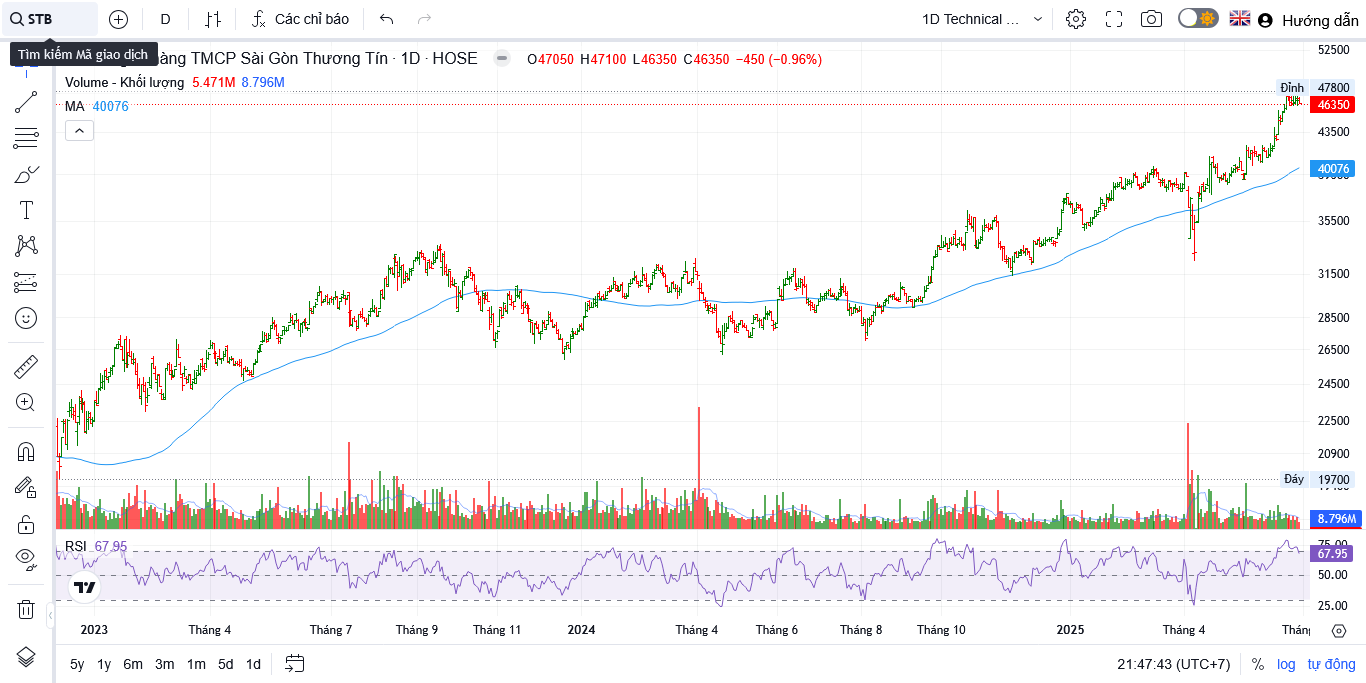 STB D Các chỉ báo 1D Technical ... Hướng dẫn
Tìm kiếm Mã giao dịch
àng TMCP Sài Gòn Thương Tín · 1D · HOSE O47050 H47100 L46350 C46350 −450 (−0.96%)
Volume - Khối lượng 5.471M 8.796M
MA 40076
52500
Đỉnh 47800
46350
43500
40076
39000
35500
31500
28500
26500
24500
22500
20900
Đáy 19700
8.796M
RSI 67.95
75.00
67.95
50.00
25.00
2023 Tháng 4 Tháng 7 Tháng 9 Tháng 11 2024 Tháng 4 Tháng 6 Tháng 8 Tháng 10 2025 Tháng 4 Thán
5y 1y 6m 3m 1m 5d 1d 21:47:43 (UTC+7) % log tự động